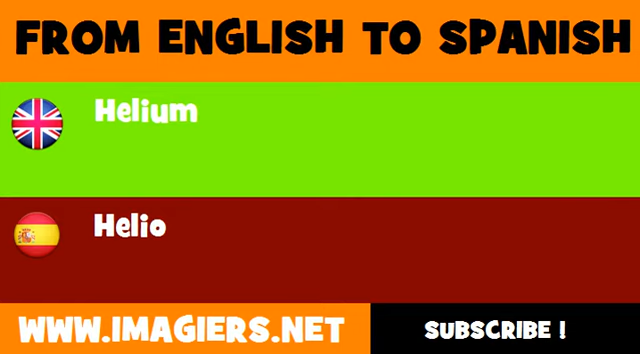 FROM ENGLISH TO SPANISH
Helium
Helio
WWW.IMAGIERS.NET
SUBSCRIBE !